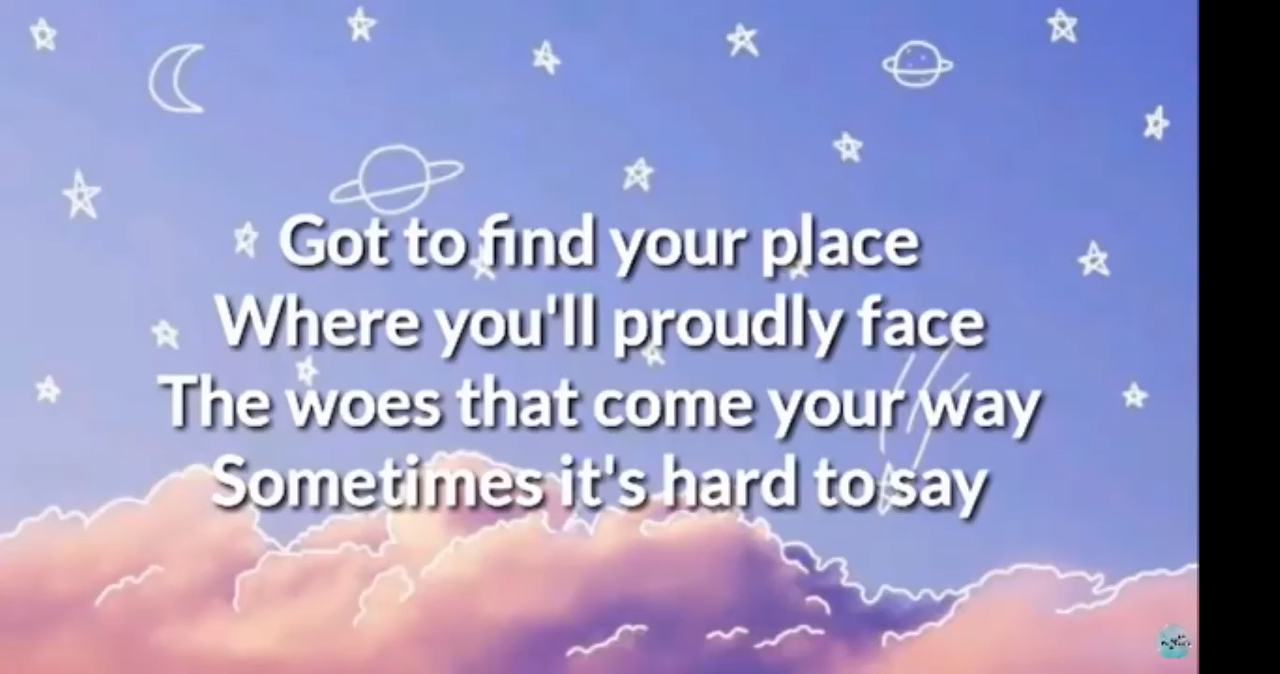 Got to find your place
Where you'll proudly face
The woes that come your way
Sometimes it's hard to say